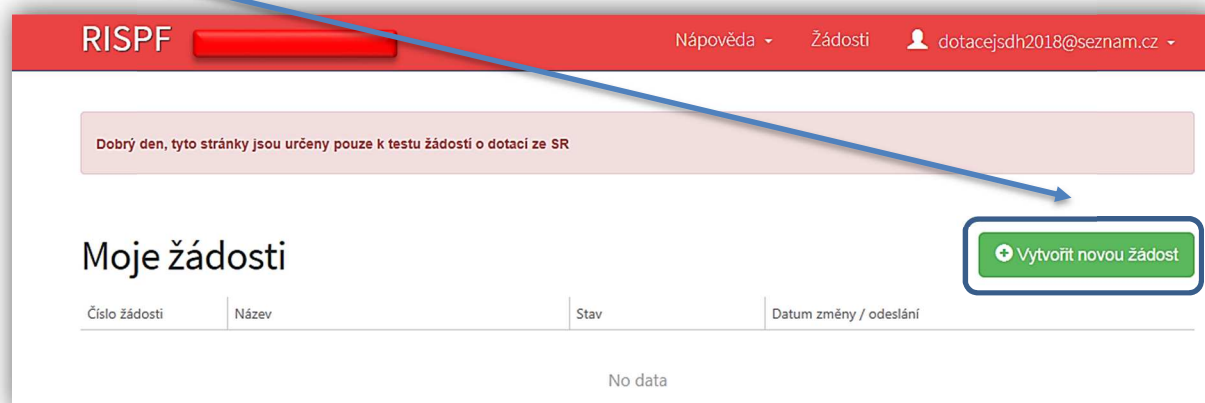 RISPF
Nápověda Žádosti dotacejsdh2018@seznam.cz
Dobrý den, tyto stránky jsou určeny pouze k testu žádostí o dotací ze SR
Moje žádosti
Vytvořit novou žádost
Číslo žádosti Název Stav Datum změny / odeslání
No data